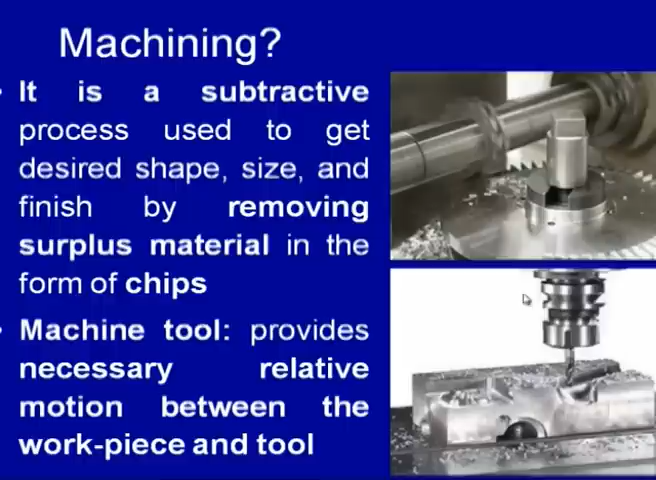 Machining?
• It is a subtractive
process used to get
desired shape, size, and
finish by removing
surplus material in the
form of chips
• Machine tool: provides
necessary relative
motion between the
work-piece and tool